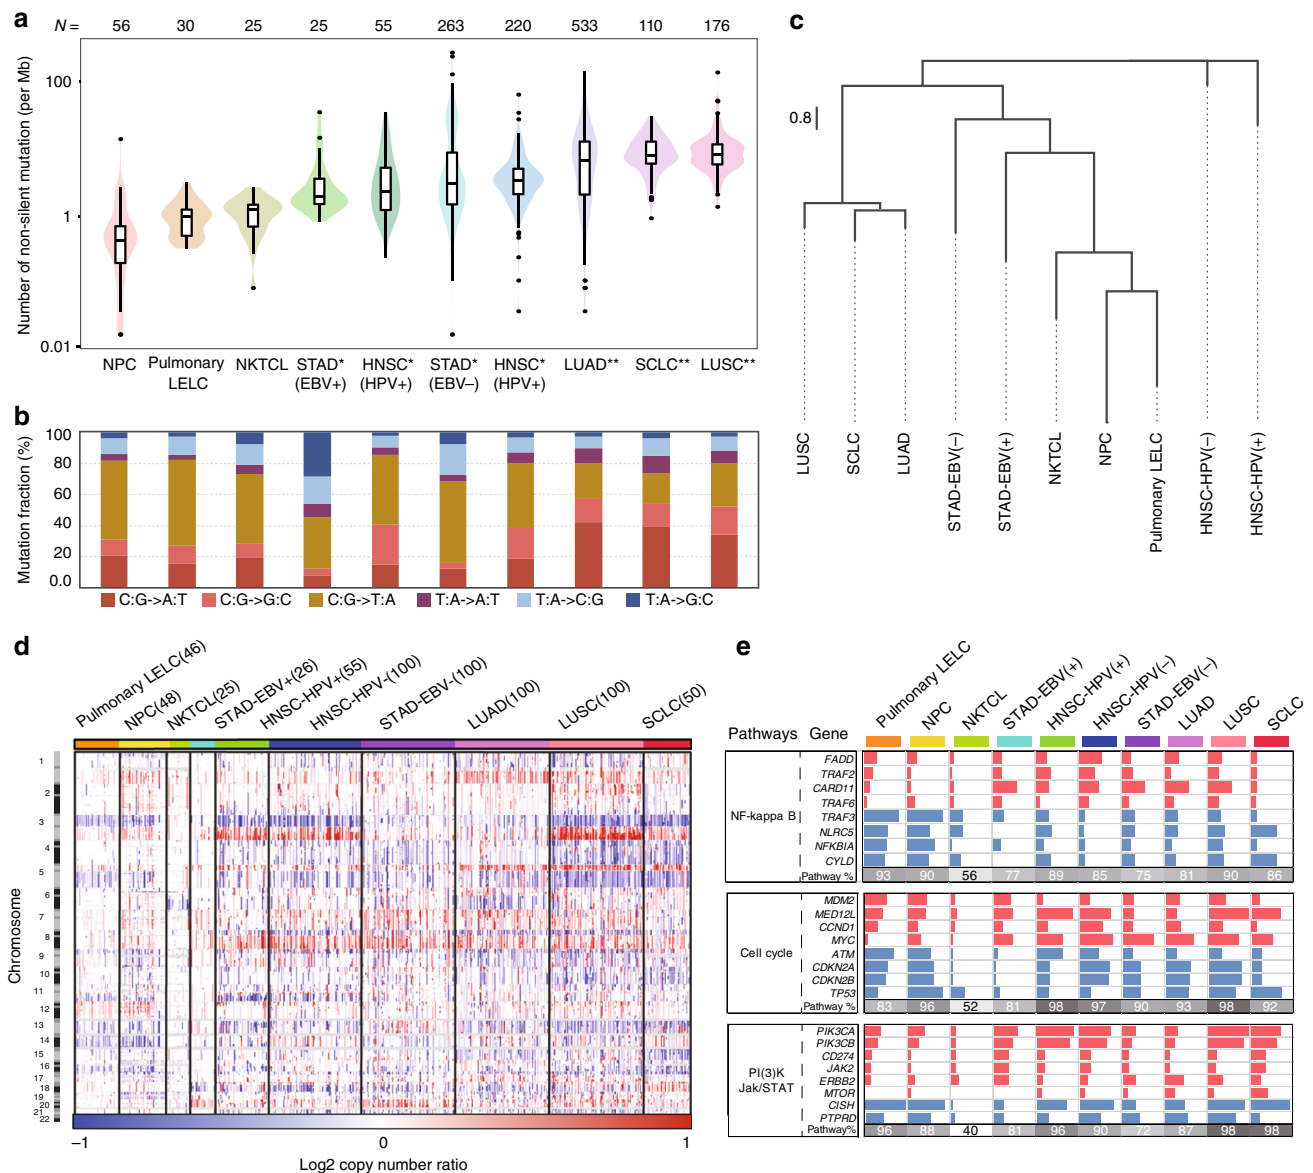 a
N = 56 30 25 25 55 263 220 533 110 176
Number of non-silent mutation (per Mb)
100
1
0.01
NPC Pulmonary LELC NKTCL STAD* (EBV+) HNSC* (HPV+) STAD* (EBV–) HNSC* (HPV+) LUAD** SCLC** LUSC**
b
Mutation fraction (%)
100
80
60
40
20
0.0
C:G->A:T C:G->G:C C:G->T:A T:A->A:T T:A->C:G T:A->G:C
c
0.8
LUSC SCLC LUAD STAD-EBV(–) STAD-EBV(+) NKTCL NPC Pulmonary LELC HNSC-HPV(–) HNSC-HPV(+)
d
Pulmonary LELC(46) NPC(48) NKTCL(25) STAD-EBV+(26) HNSC-HPV+(55) HNSC-HPV-(100) STAD-EBV-(100) LUAD(100) LUSC(100) SCLC(50)
Chromosome
1
2
3
4
5
6
7
8
9
10
11
12
13
14
15
16
17
18
19
20
21
22
–1 0 1
Log2 copy number ratio
e
Pathways Gene Pulmonary LELC NPC NKTCL STAD-EBV(+) HNSC-HPV(+) HNSC-HPV(–) STAD-EBV(–) LUAD LUSC SCLC
NF-kappa B
FADD
TRAF2
CARD11
TRAF6
TRAF3
NLRC5
NFKBIA
CYLD
Pathway % 93 90 56 77 89 85 75 81 90 86
Cell cycle
MDM2
MED12L
CCND1
MYC
ATM
CDKN2A
CDKN2B
TP53
Pathway % 83 96 52 81 98 97 90 93 98 92
PI(3)K
Jak/STAT
PIK3CA
PIK3CB
CD274
JAK2
ERBB2
MTOR
CISH
PTPRD
Pathway% 96 88 40 81 96 90 72 87 98 98